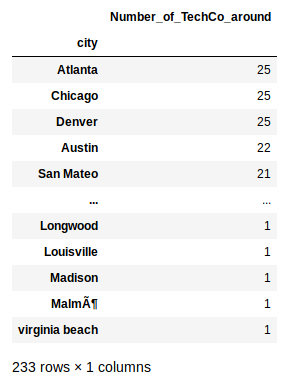 Number_of_TechCo_around
city
Atlanta 25
Chicago 25
Denver 25
Austin 22
San Mateo 21
... ...
Longwood 1
Louisville 1
Madison 1
MalmÃ¶ 1
virginia beach 1
233 rows × 1 columns